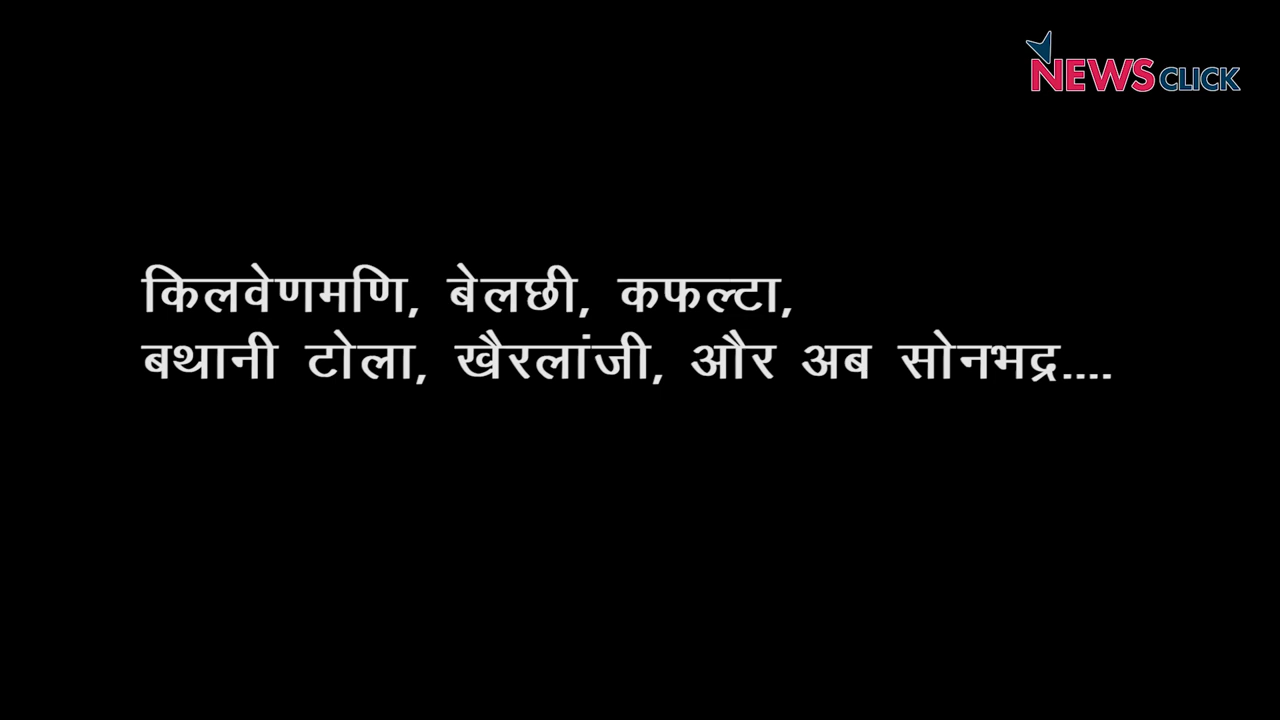 NEWSCLICK
किलवेणमणि, बेलछी, कफल्टा,
बथानी टोला, खैरलांजी, और अब सोनभद्र....